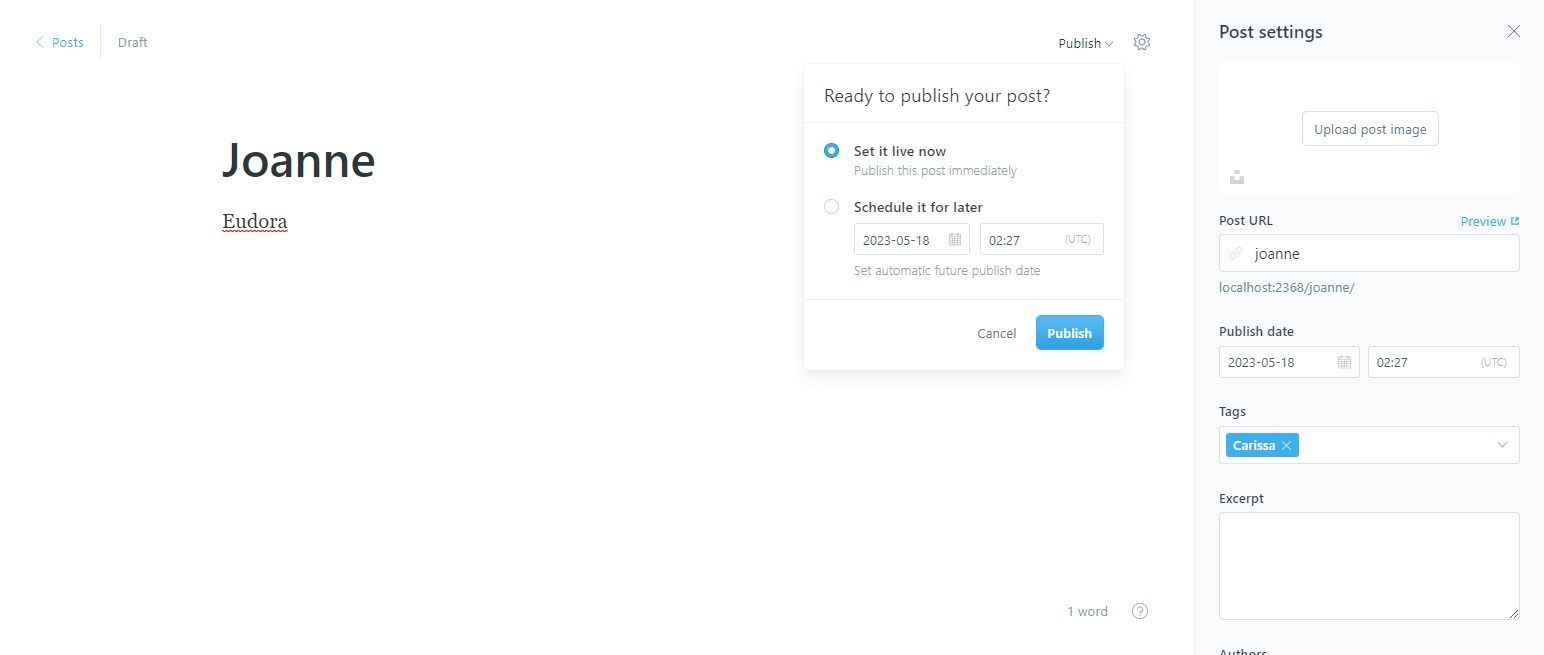 Posts
Draft
Publish
Ready to publish your post?
Set it live now
Publish this post immediately
Schedule it for later
2023-05-18
02:27 (UTC)
Set automatic future publish date
Cancel
Publish
Joanne
Eudora
1 word
?
Post settings
Upload post image
Post URL
Preview
joanne
localhost:2368/joanne/
Publish date
2023-05-18
02:27 (UTC)
Tags
Carissa
Excerpt
Authors